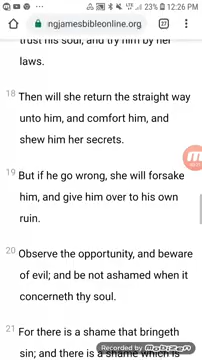 23% 12:26 PM
ngjamesbibleonline.org
27
trust his soul, and try him by her
laws.
18 Then will she return the straight way
unto him, and comfort him, and
shew him her secrets.
19 But if he go wrong, she will forsake
him, and give him over to his own
ruin.
20 Observe the opportunity, and beware
of evil; and be not ashamed when it
concerneth thy soul.
21 For there is a shame that bringeth
sin; and there is a shame which is
Recorded by
Mobizen